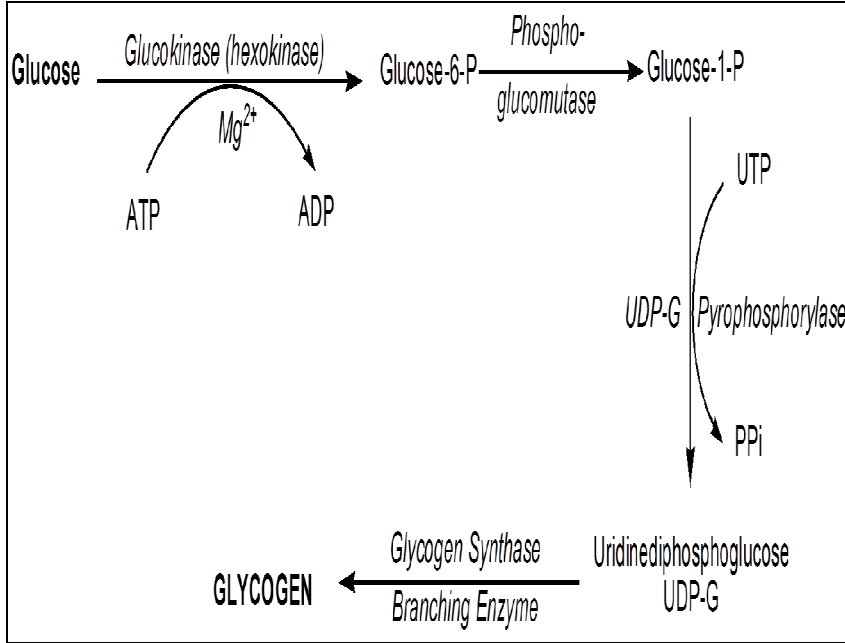 Glucose
Glucokinase (hexokinase)
Mg2+
ATP
ADP
Glucose-6-P
Phospho-
glucomutase
Glucose-1-P
UTP
UDP-G Pyrophosphorylase
PPi
Uridinediphosphoglucose
UDP-G
Glycogen Synthase
Branching Enzyme
GLYCOGEN